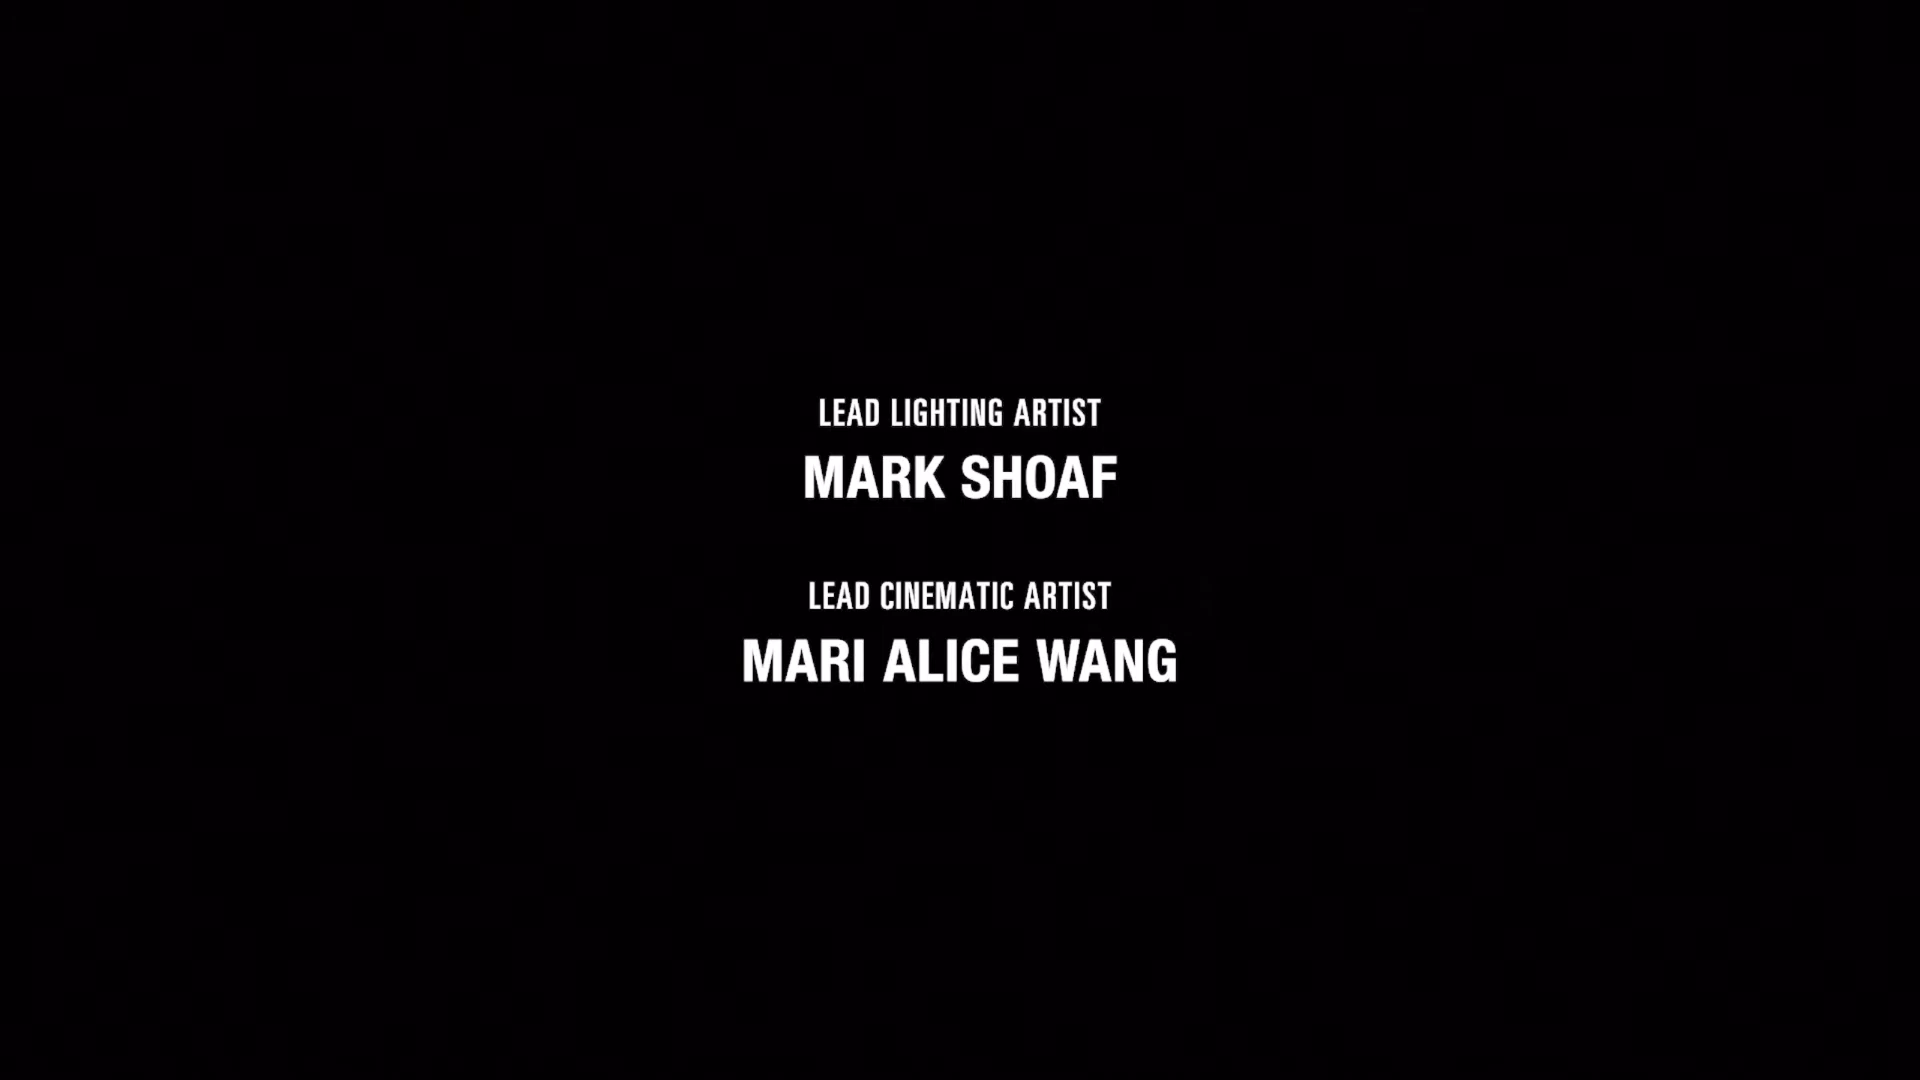 LEAD LIGHTING ARTIST
MARK SHOAF
LEAD CINEMATIC ARTIST
MARI ALICE WANG